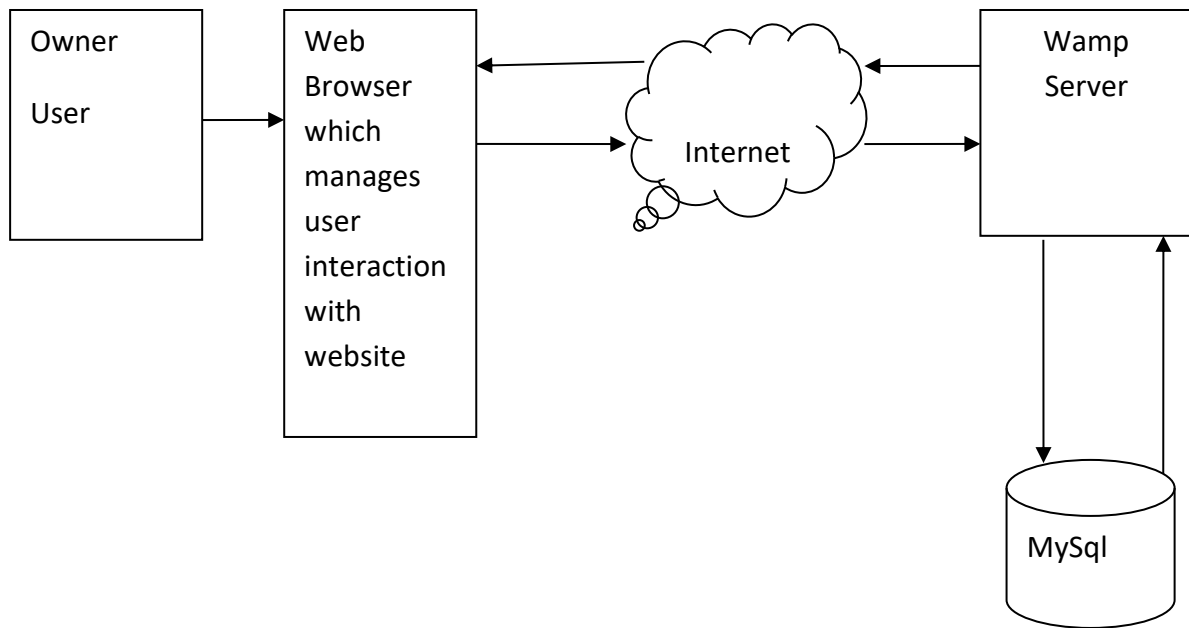 Owner
User
Web
Browser
which
manages
user
interaction
with
website
Internet
Wamp
Server
MySql